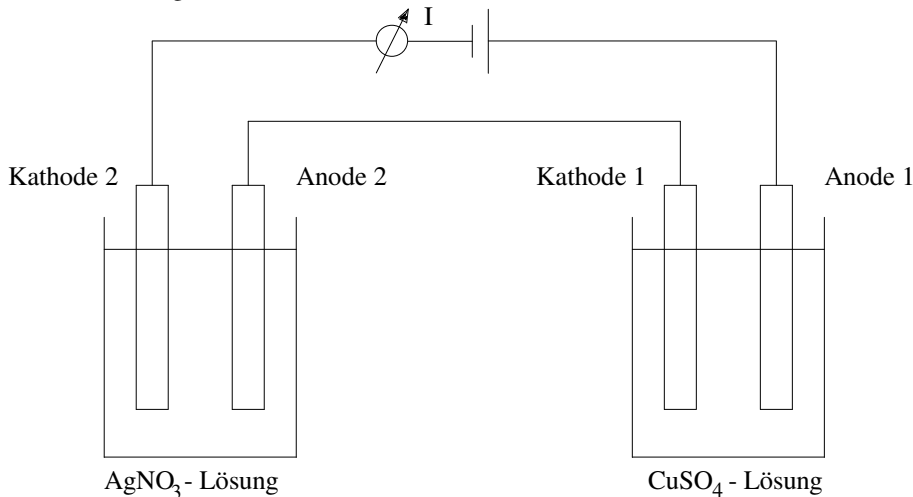 I
Kathode 2
Anode 2
Kathode 1
Anode 1
AgNO3 - Lösung
CuSO4 - Lösung